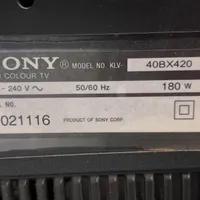 SONY® MODEL NO. KLV- 40BX420
COLOUR TV
- 240 V ~ 50/60 Hz 180 W
L NO.
021116 PRODUCT OF SONY CORP.